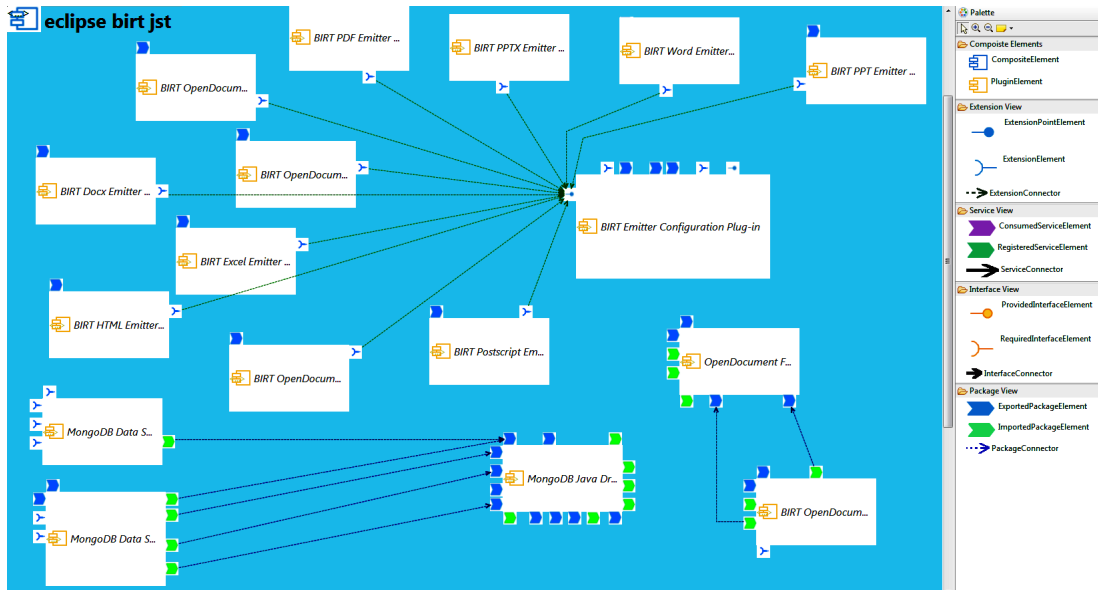 eclipse birt jst
BIRT PDF Emitter ...
BIRT PPTX Emitter ...
BIRT Word Emitter...
BIRT PPT Emitter ...
BIRT OpenDocum...
BIRT OpenDocum...
BIRT Docx Emitter ...
BIRT Emitter Configuration Plug-in
BIRT Excel Emitter ...
BIRT HTML Emitter...
BIRT Postscript Em...
BIRT OpenDocum...
OpenDocument F...
MongoDB Data S...
MongoDB Java Dr...
BIRT OpenDocum...
MongoDB Data S...
Palette
Compoiste Elements
CompositeElement
PluginElement
Extension View
ExtensionPointElement
ExtensionElement
ExtensionConnector
Service View
ConsumedServiceElement
RegisteredServiceElement
ServiceConnector
Interface View
ProvidedInterfaceElement
RequiredInterfaceElement
InterfaceConnector
Package View
ExportedPackageElement
ImportedPackageElement
PackageConnector